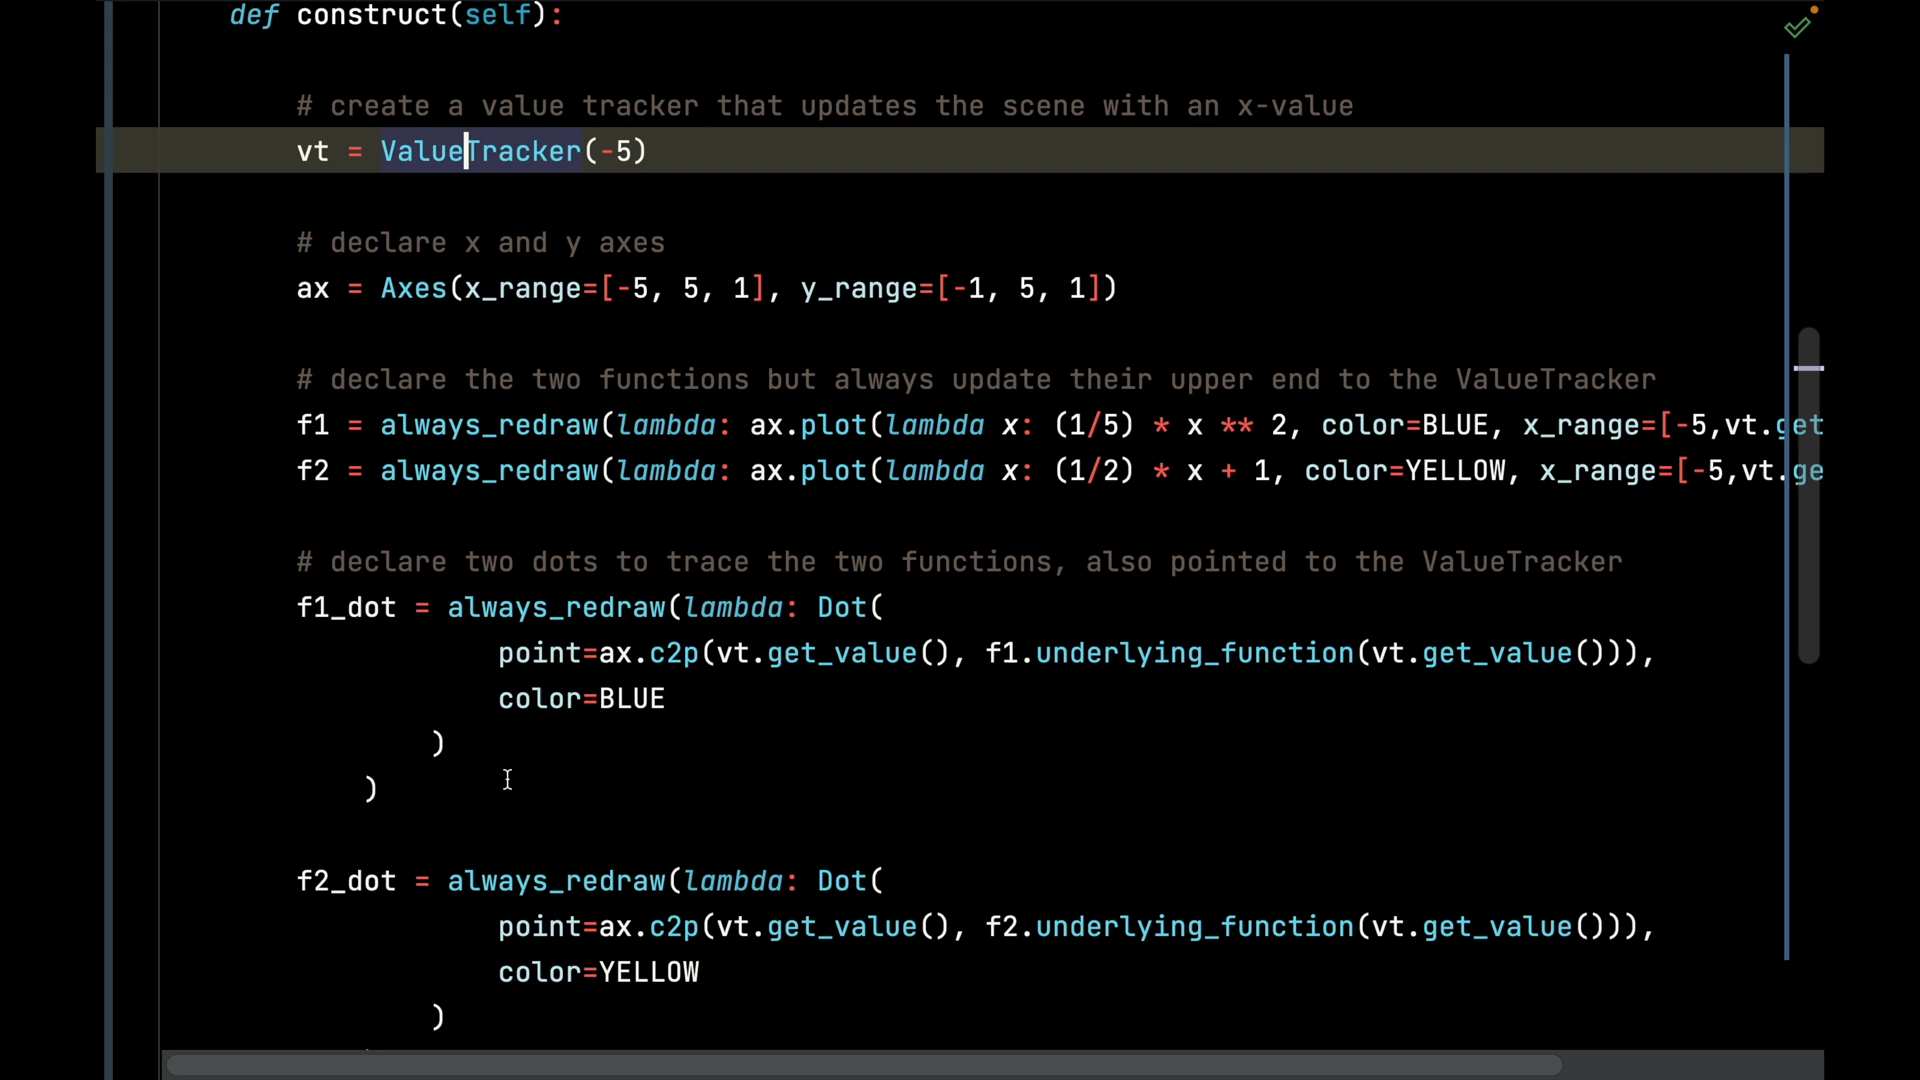 def construct(self):
# create a value tracker that updates the scene with an x-value
vt = ValueTracker(-5)
# declare x and y axes
ax = Axes(x_range=[-5, 5, 1], y_range=[-1, 5, 1])
# declare the two functions but always update their upper end to the ValueTracker
f1 = always_redraw(lambda: ax.plot(lambda x: (1/5) * x ** 2, color=BLUE, x_range=[-5,vt.get
f2 = always_redraw(lambda: ax.plot(lambda x: (1/2) * x + 1, color=YELLOW, x_range=[-5,vt.ge
# declare two dots to trace the two functions, also pointed to the ValueTracker
f1_dot = always_redraw(lambda: Dot(
point=ax.c2p(vt.get_value(), f1.underlying_function(vt.get_value())),
color=BLUE
)
)
f2_dot = always_redraw(lambda: Dot(
point=ax.c2p(vt.get_value(), f2.underlying_function(vt.get_value())),
color=YELLOW
)